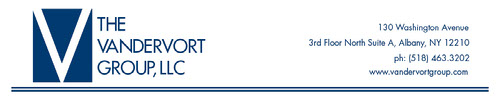 THE
VANDERVORT
GROUP, LLC
130 Washington Avenue
3rd Floor North Suite A, Albany, NY 12210
ph: (518) 463.3202
www.vandervortgroup.com